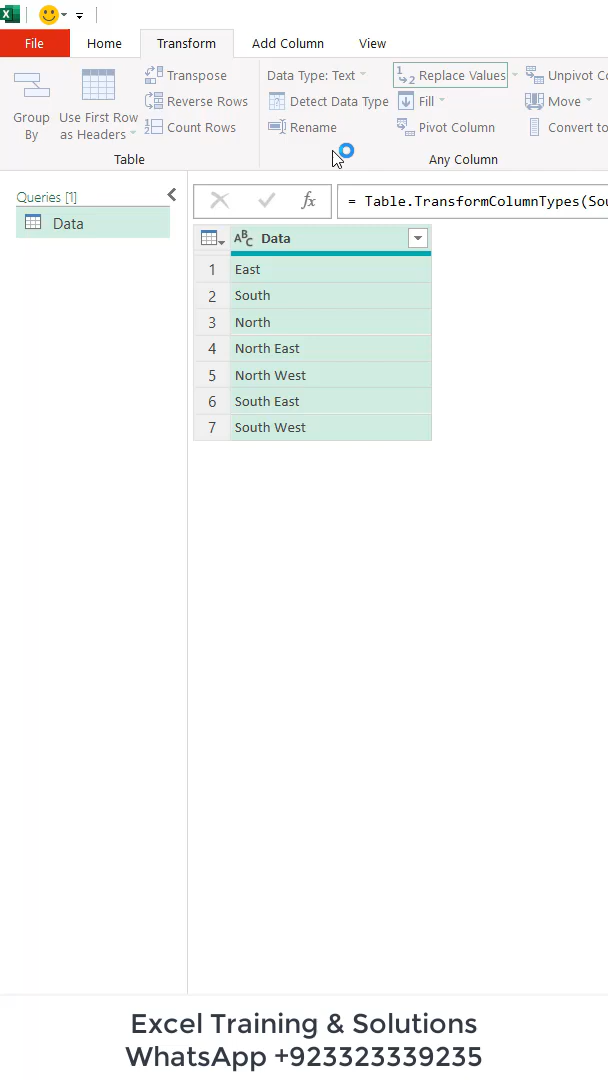 File
Home
Transform
Add Column
View
Group
By
Use First Row
as Headers
Transpose
Reverse Rows
Count Rows
Table
Data Type: Text
Detect Data Type
Rename
Replace Values
Fill
Pivot Column
Unpivot Co
Move
Convert to
Any Column
Queries [1]
Data
fx
= Table.TransformColumnTypes(Sou
ABC Data
1 East
2 South
3 North
4 North East
5 North West
6 South East
7 South West
Excel Training & Solutions
WhatsApp +923323339235